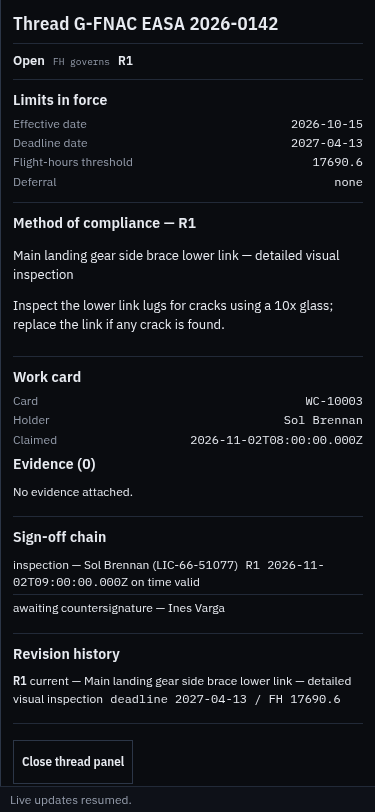 Thread G-FNAC EASA 2026-0142
Open FH governs R1
Limits in force
Effective date 2026-10-15
Deadline date 2027-04-13
Flight-hours threshold 17690.6
Deferral none
Method of compliance — R1
Main landing gear side brace lower link — detailed visual
inspection
Inspect the lower link lugs for cracks using a 10x glass;
replace the link if any crack is found.
Work card
Card WC-10003
Holder Sol Brennan
Claimed 2026-11-02T08:00:00.000Z
Evidence (0)
No evidence attached.
Sign-off chain
inspection — Sol Brennan (LIC-66-51077) R1 2026-11-
02T09:00:00.000Z on time valid
awaiting countersignature — Ines Varga
Revision history
R1 current — Main landing gear side brace lower link — detailed
visual inspection deadline 2027-04-13 / FH 17690.6
Close thread panel
Live updates resumed.